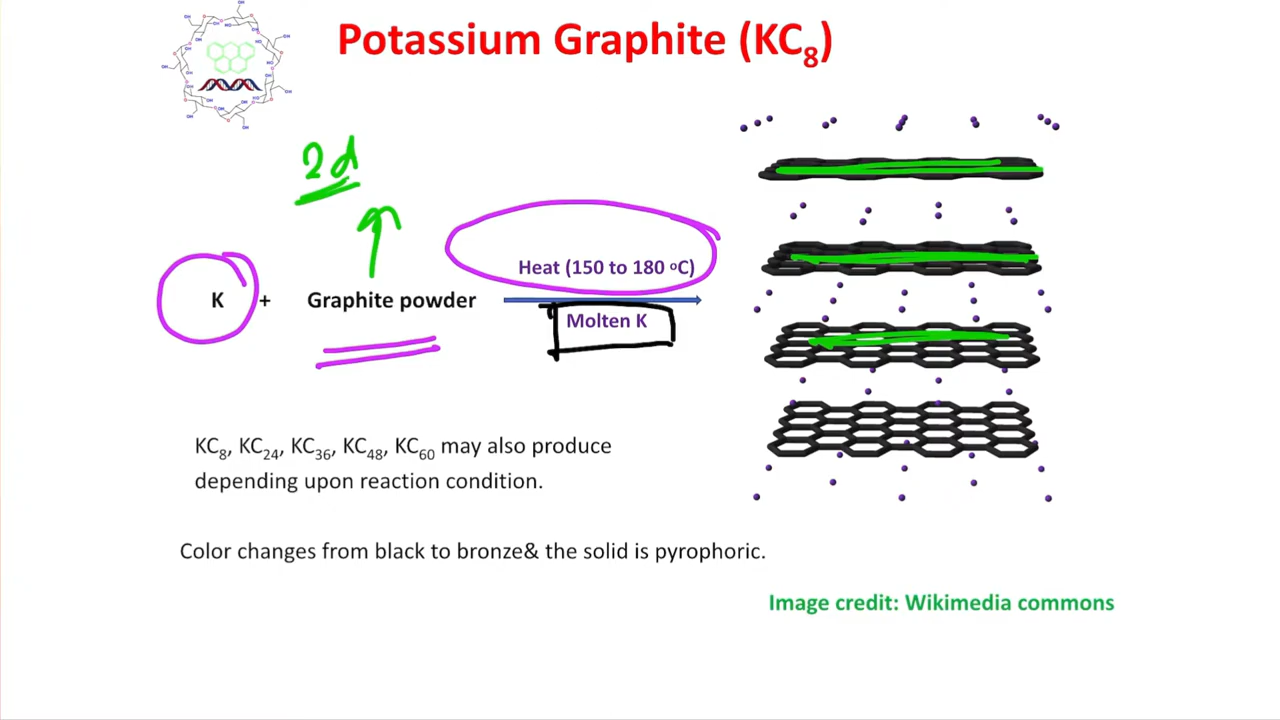 Potassium Graphite (KC8)
2d
Heat (150 to 180 oC)
K + Graphite powder
Molten K
KC8, KC24, KC36, KC48, KC60 may also produce
depending upon reaction condition.
Color changes from black to bronze& the solid is pyrophoric.
Image credit: Wikimedia commons